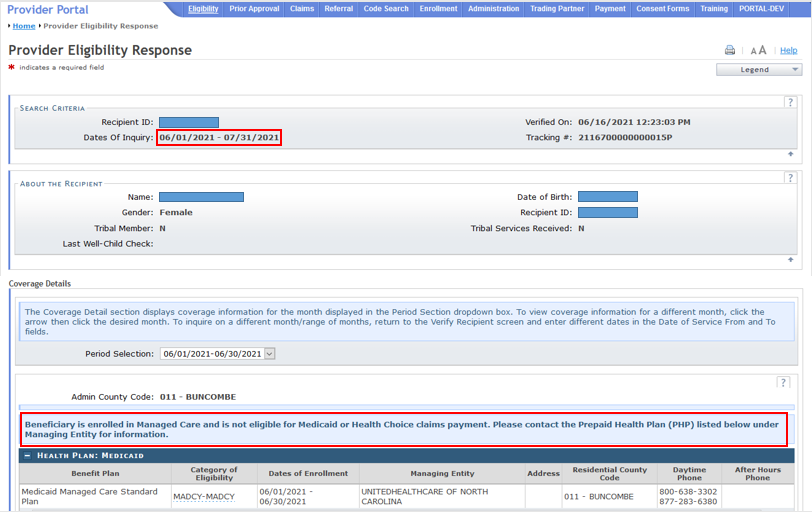 Provider Portal
Eligibility Prior Approval Claims Referral Code Search Enrollment Administration Trading Partner Payment Consent Forms Training PORTAL-DEV
Home Provider Eligibility Response
Provider Eligibility Response
A A Help
* indicates a required field
Legend
SEARCH CRITERIA
?
Recipient ID:
Verified On: 06/16/2021 12:23:03 PM
Dates Of Inquiry: 06/01/2021 - 07/31/2021
Tracking #: 2116700000000015P
ABOUT THE RECIPIENT
?
Name:
Date of Birth:
Gender: Female
Recipient ID:
Tribal Member: N
Tribal Services Received: N
Last Well-Child Check:
Coverage Details
The Coverage Detail section displays coverage information for the month displayed in the Period Section dropdown box. To view coverage information for a different month, click the
arrow then click the desired month. To inquire on a different month/range of months, return to the Verify Recipient screen and enter different dates in the Date of Service From and To
fields.
Period Selection: 06/01/2021-06/30/2021
?
Admin County Code: 011 - BUNCOMBE
Beneficiary is enrolled in Managed Care and is not eligible for Medicaid or Health Choice claims payment. Please contact the Prepaid Health Plan (PHP) listed below under
Managing Entity for information.
HEALTH PLAN: MEDICAID
Benefit Plan Category of Eligibility Dates of Enrollment Managing Entity Address Residential County Code Daytime Phone After Hours Phone
Medicaid Managed Care Standard Plan MADCY-MADCY 06/01/2021 - 06/30/2021 UNITEDHEALTHCARE OF NORTH CAROLINA 011 - BUNCOMBE 800-638-3302 877-283-6380